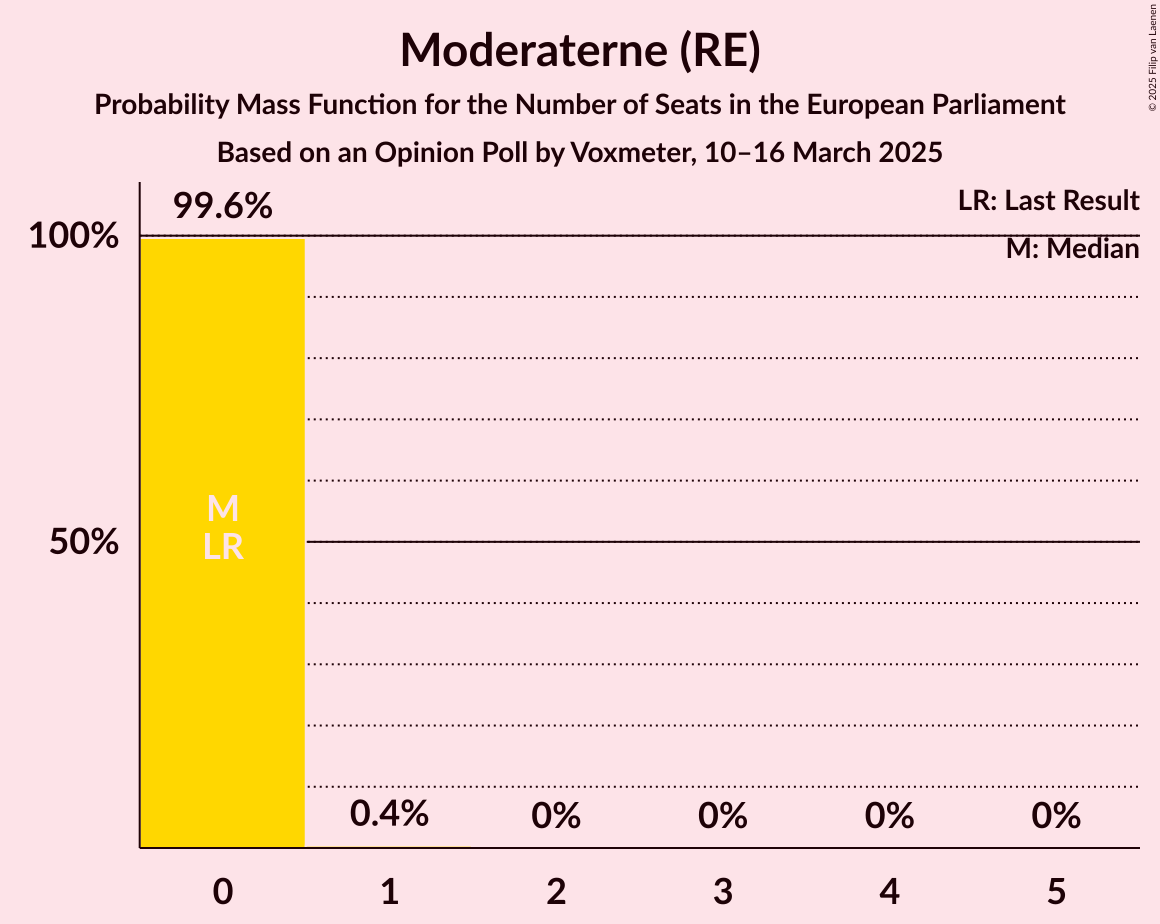 Moderaterne (RE)
Probability Mass Function for the Number of Seats in the European Parliament
Based on an Opinion Poll by Voxmeter, 10–16 March 2025
© 2025 Filip van Laenen
LR: Last Result
M: Median
99.6%
100%
50%
M
LR
0.4%
0%
0%
0%
0%
0
1
2
3
4
5